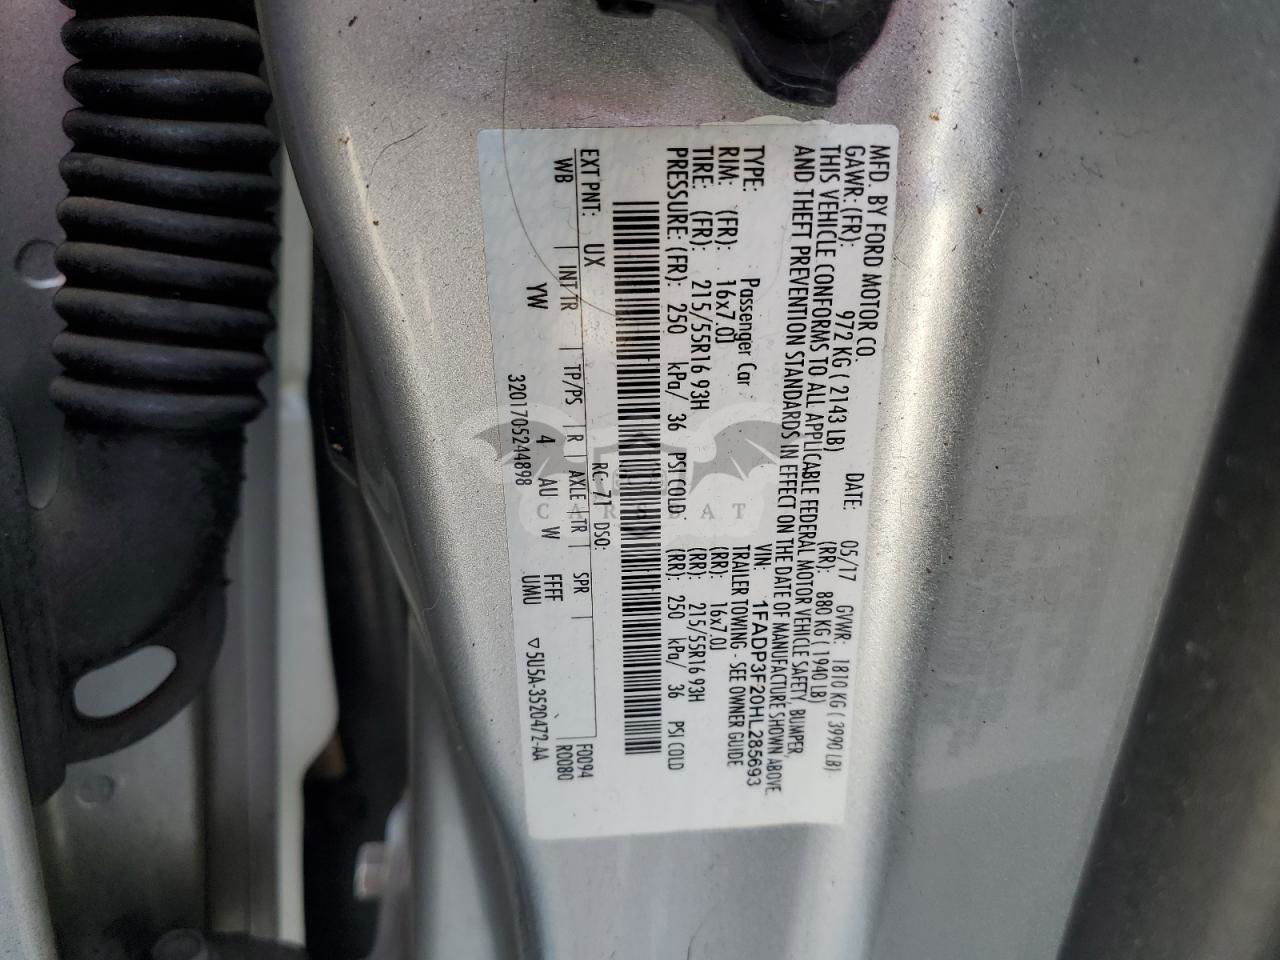 MFD. BY FORD MOTOR CO.
DATE: 05/17 GVWR: 1810 KG ( 3990 LB)
GAWR: (FR): 972 KG ( 2143 LB) (RR): 880 KG ( 1940 LB)
THIS VEHICLE CONFORMS TO ALL APPLICABLE FEDERAL MOTOR VEHICLE SAFETY, BUMPER,
AND THEFT PREVENTION STANDARDS IN EFFECT ON THE DATE OF MANUFACTURE SHOWN ABOVE.
VIN: 1FADP3F20HL285693
TYPE: Passenger Car TRAILER TOWING - SEE OWNER GUIDE
RIM: (FR): 16x7.0J (RR): 16x7.0J
TIRE: (FR): 215/55R16 93H (RR): 215/55R16 93H
PRESSURE: (FR): 250 kPa/ 36 PSI COLD (RR): 250 kPa/ 36 PSI COLD
EXT PNT: UX RC: 71 DSO: F0094
WB INT TR TP/PS R AXLE TR SPR R0080
YW 4 AU W FFFF
3201705244898 UMU ▽5U5A-3520472-AA
CARSEAT